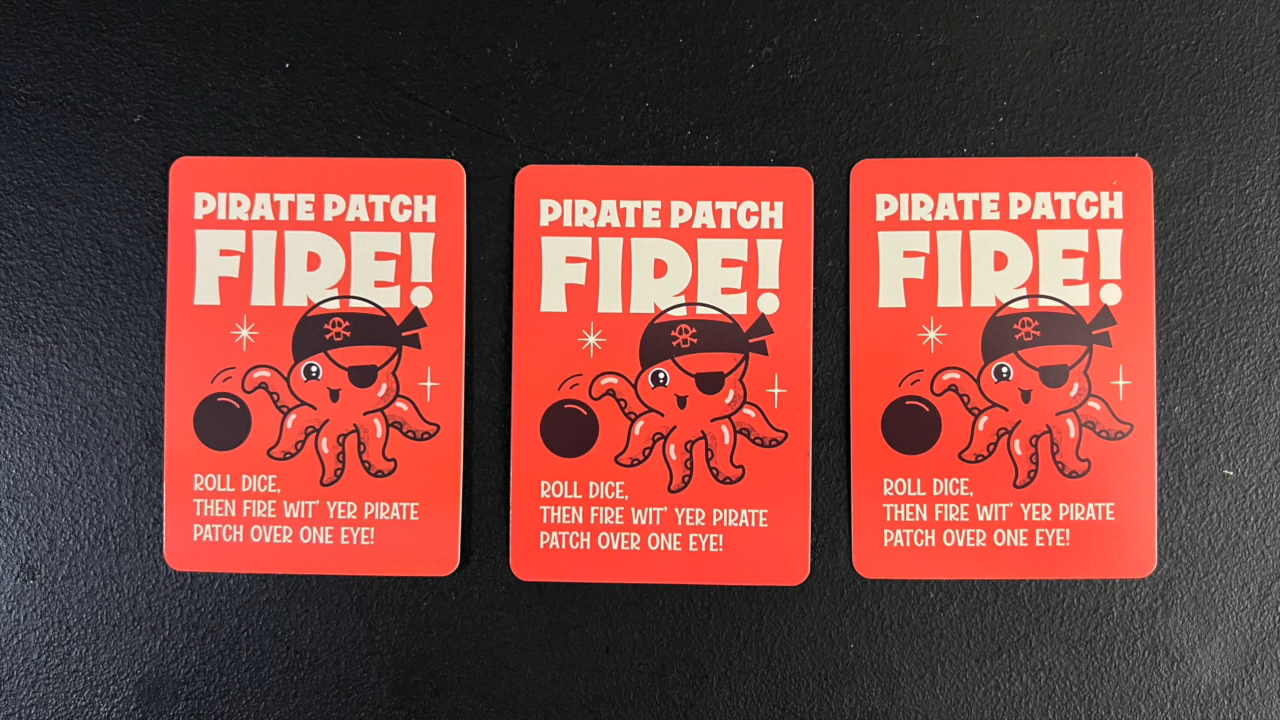 PIRATE PATCH
FIRE!
ROLL DICE,
THEN FIRE WIT' YER PIRATE
PATCH OVER ONE EYE!
PIRATE PATCH
FIRE!
ROLL DICE,
THEN FIRE WIT' YER PIRATE
PATCH OVER ONE EYE!
PIRATE PATCH
FIRE!
ROLL DICE,
THEN FIRE WIT' YER PIRATE
PATCH OVER ONE EYE!